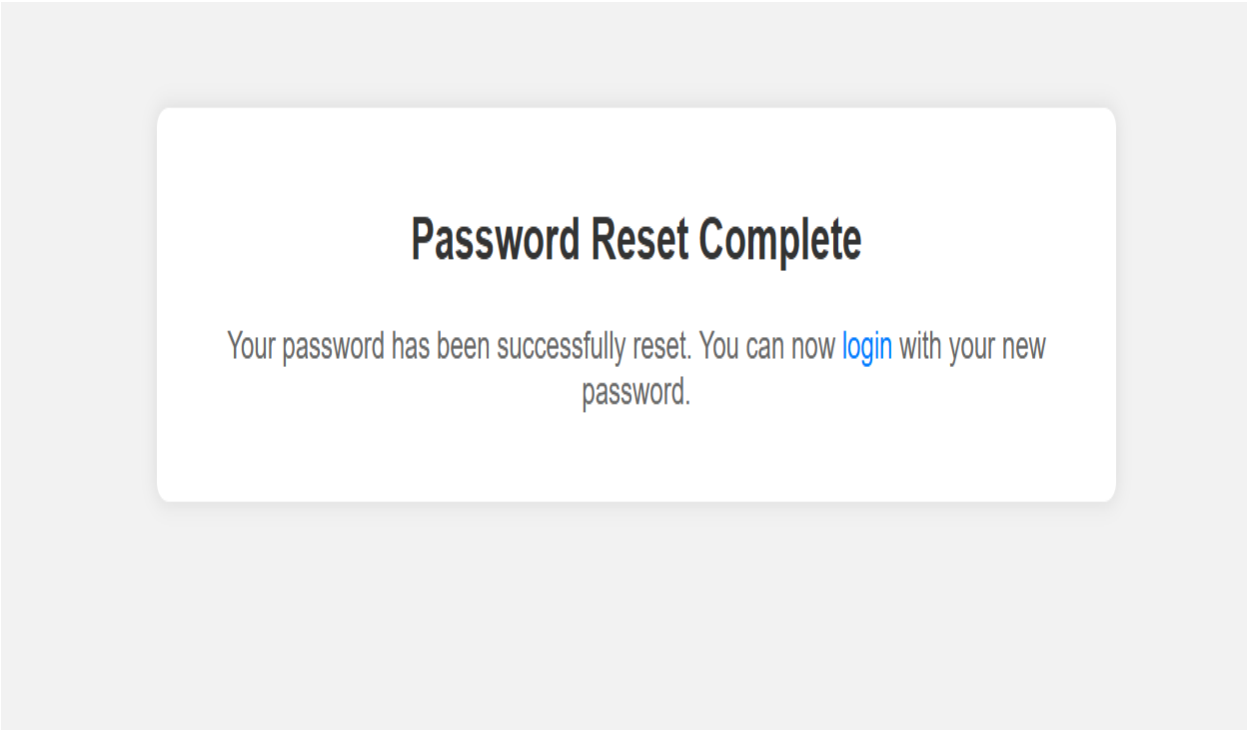 Password Reset Complete
Your password has been successfully reset. You can now login with your new
password.